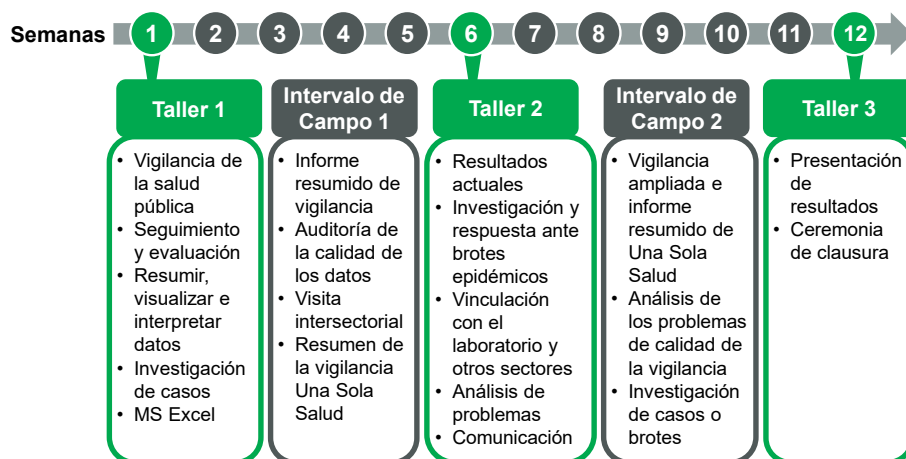 Semanas 1 2 3 4 5 6 7 8 9 10 11 12
Taller 1
• Vigilancia de
la salud
pública
• Seguimiento
y evaluación
• Resumir,
visualizar e
interpretar
datos
• Investigación
de casos
• MS Excel
Intervalo de
Campo 1
• Informe
resumido de
vigilancia
• Auditoría de
la calidad de
los datos
• Visita
intersectorial
• Resumen de
la vigilancia
Una Sola
Salud
Taller 2
• Resultados
actuales
• Investigación y
respuesta ante
brotes
epidémicos
• Vinculación
con el
laboratorio y
otros sectores
• Análisis de
problemas
• Comunicación
Intervalo de
Campo 2
• Vigilancia
ampliada e
informe
resumido de
Una Sola
Salud
• Análisis de
los problemas
de calidad de
la vigilancia
• Investigación
de casos o
brotes
Taller 3
• Presentación
de
resultados
• Ceremonia
de clausura